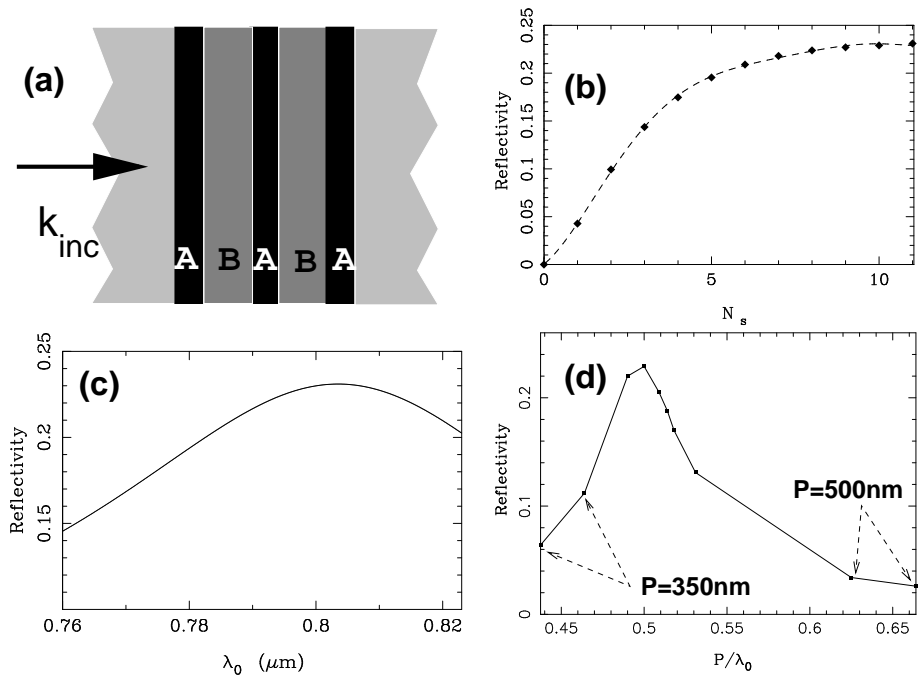 (a)
k inc
A B A B A
(b)
Reflectivity
0 0.05 0.1 0.15 0.2 0.25
0 5 10
N s
(c)
Reflectivity
0.15 0.2 0.25
0.76 0.78 0.8 0.82
λ0 (μm)
(d)
Reflectivity
0 0.1 0.2
P=500nm
P=350nm
0.45 0.5 0.55 0.6 0.65
P/λ0